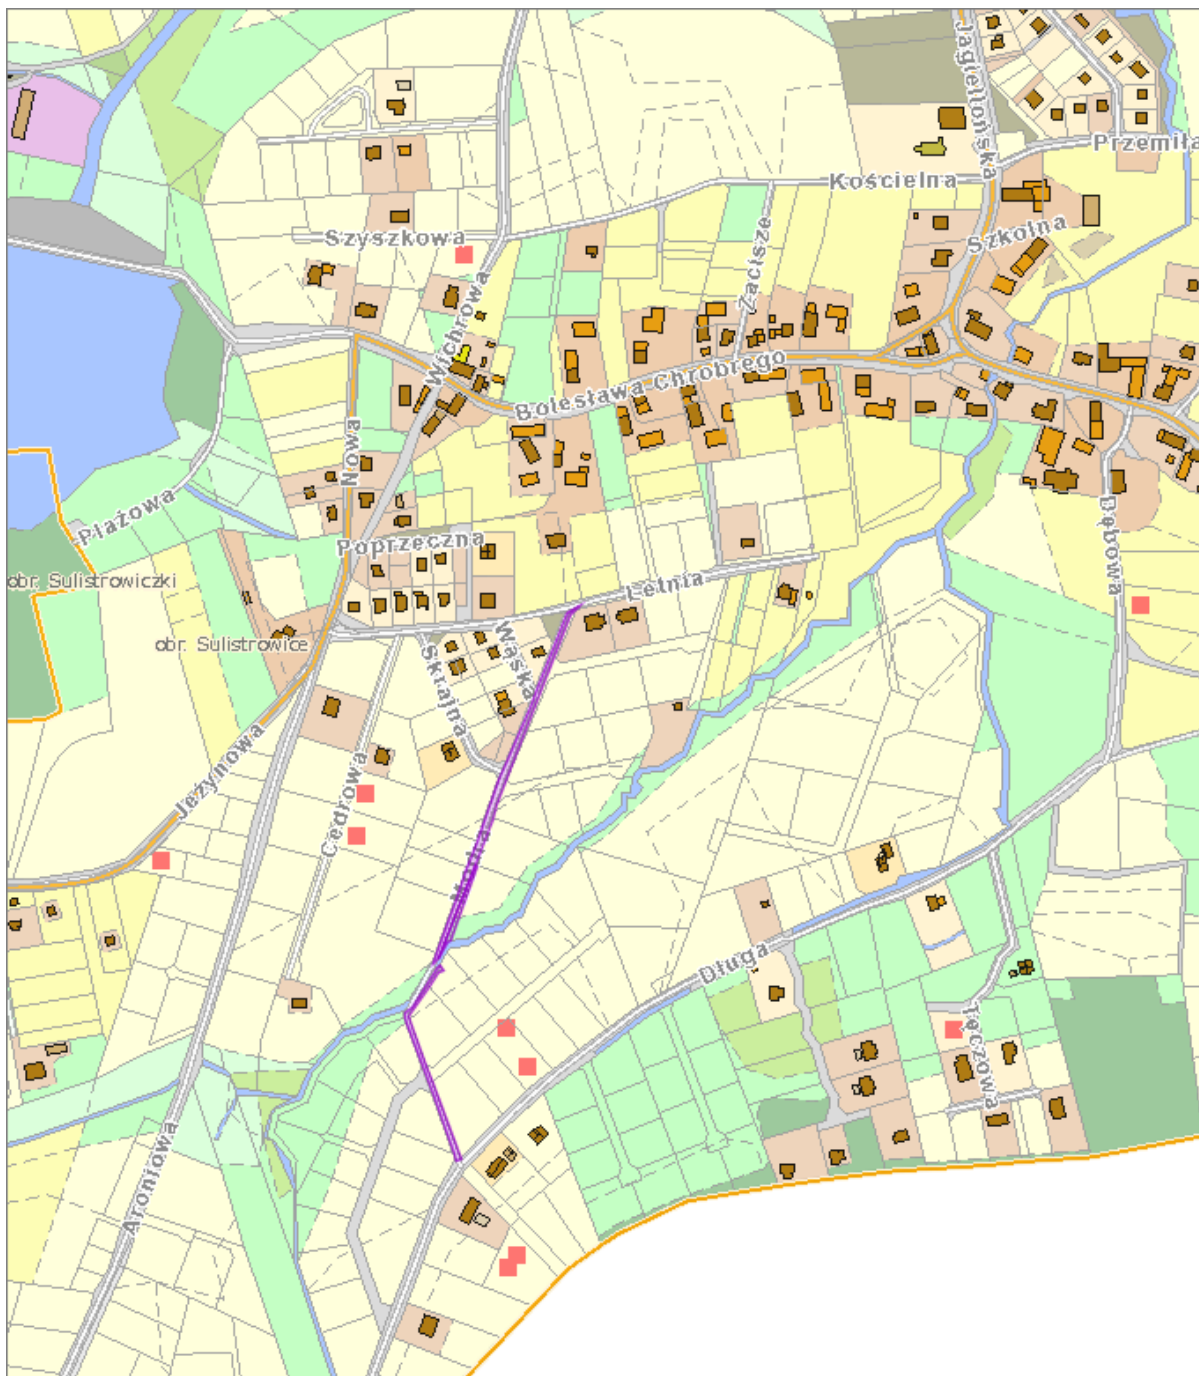 Jagiellońska
Przemiła
Kościelna
Szkolna
Szyszkowa
Zacisze
Wichrowa
Bolesława Chrobrego
Nowa
Plażowa
Dębowa
Poprzeczna
obr. Sulistrowiczki
Letnia
obr. Sulistrowice
Wąska
Skrajna
Jeżynowa
Cedrowa
Modra
Długa
Tęczowa
Aroniowa